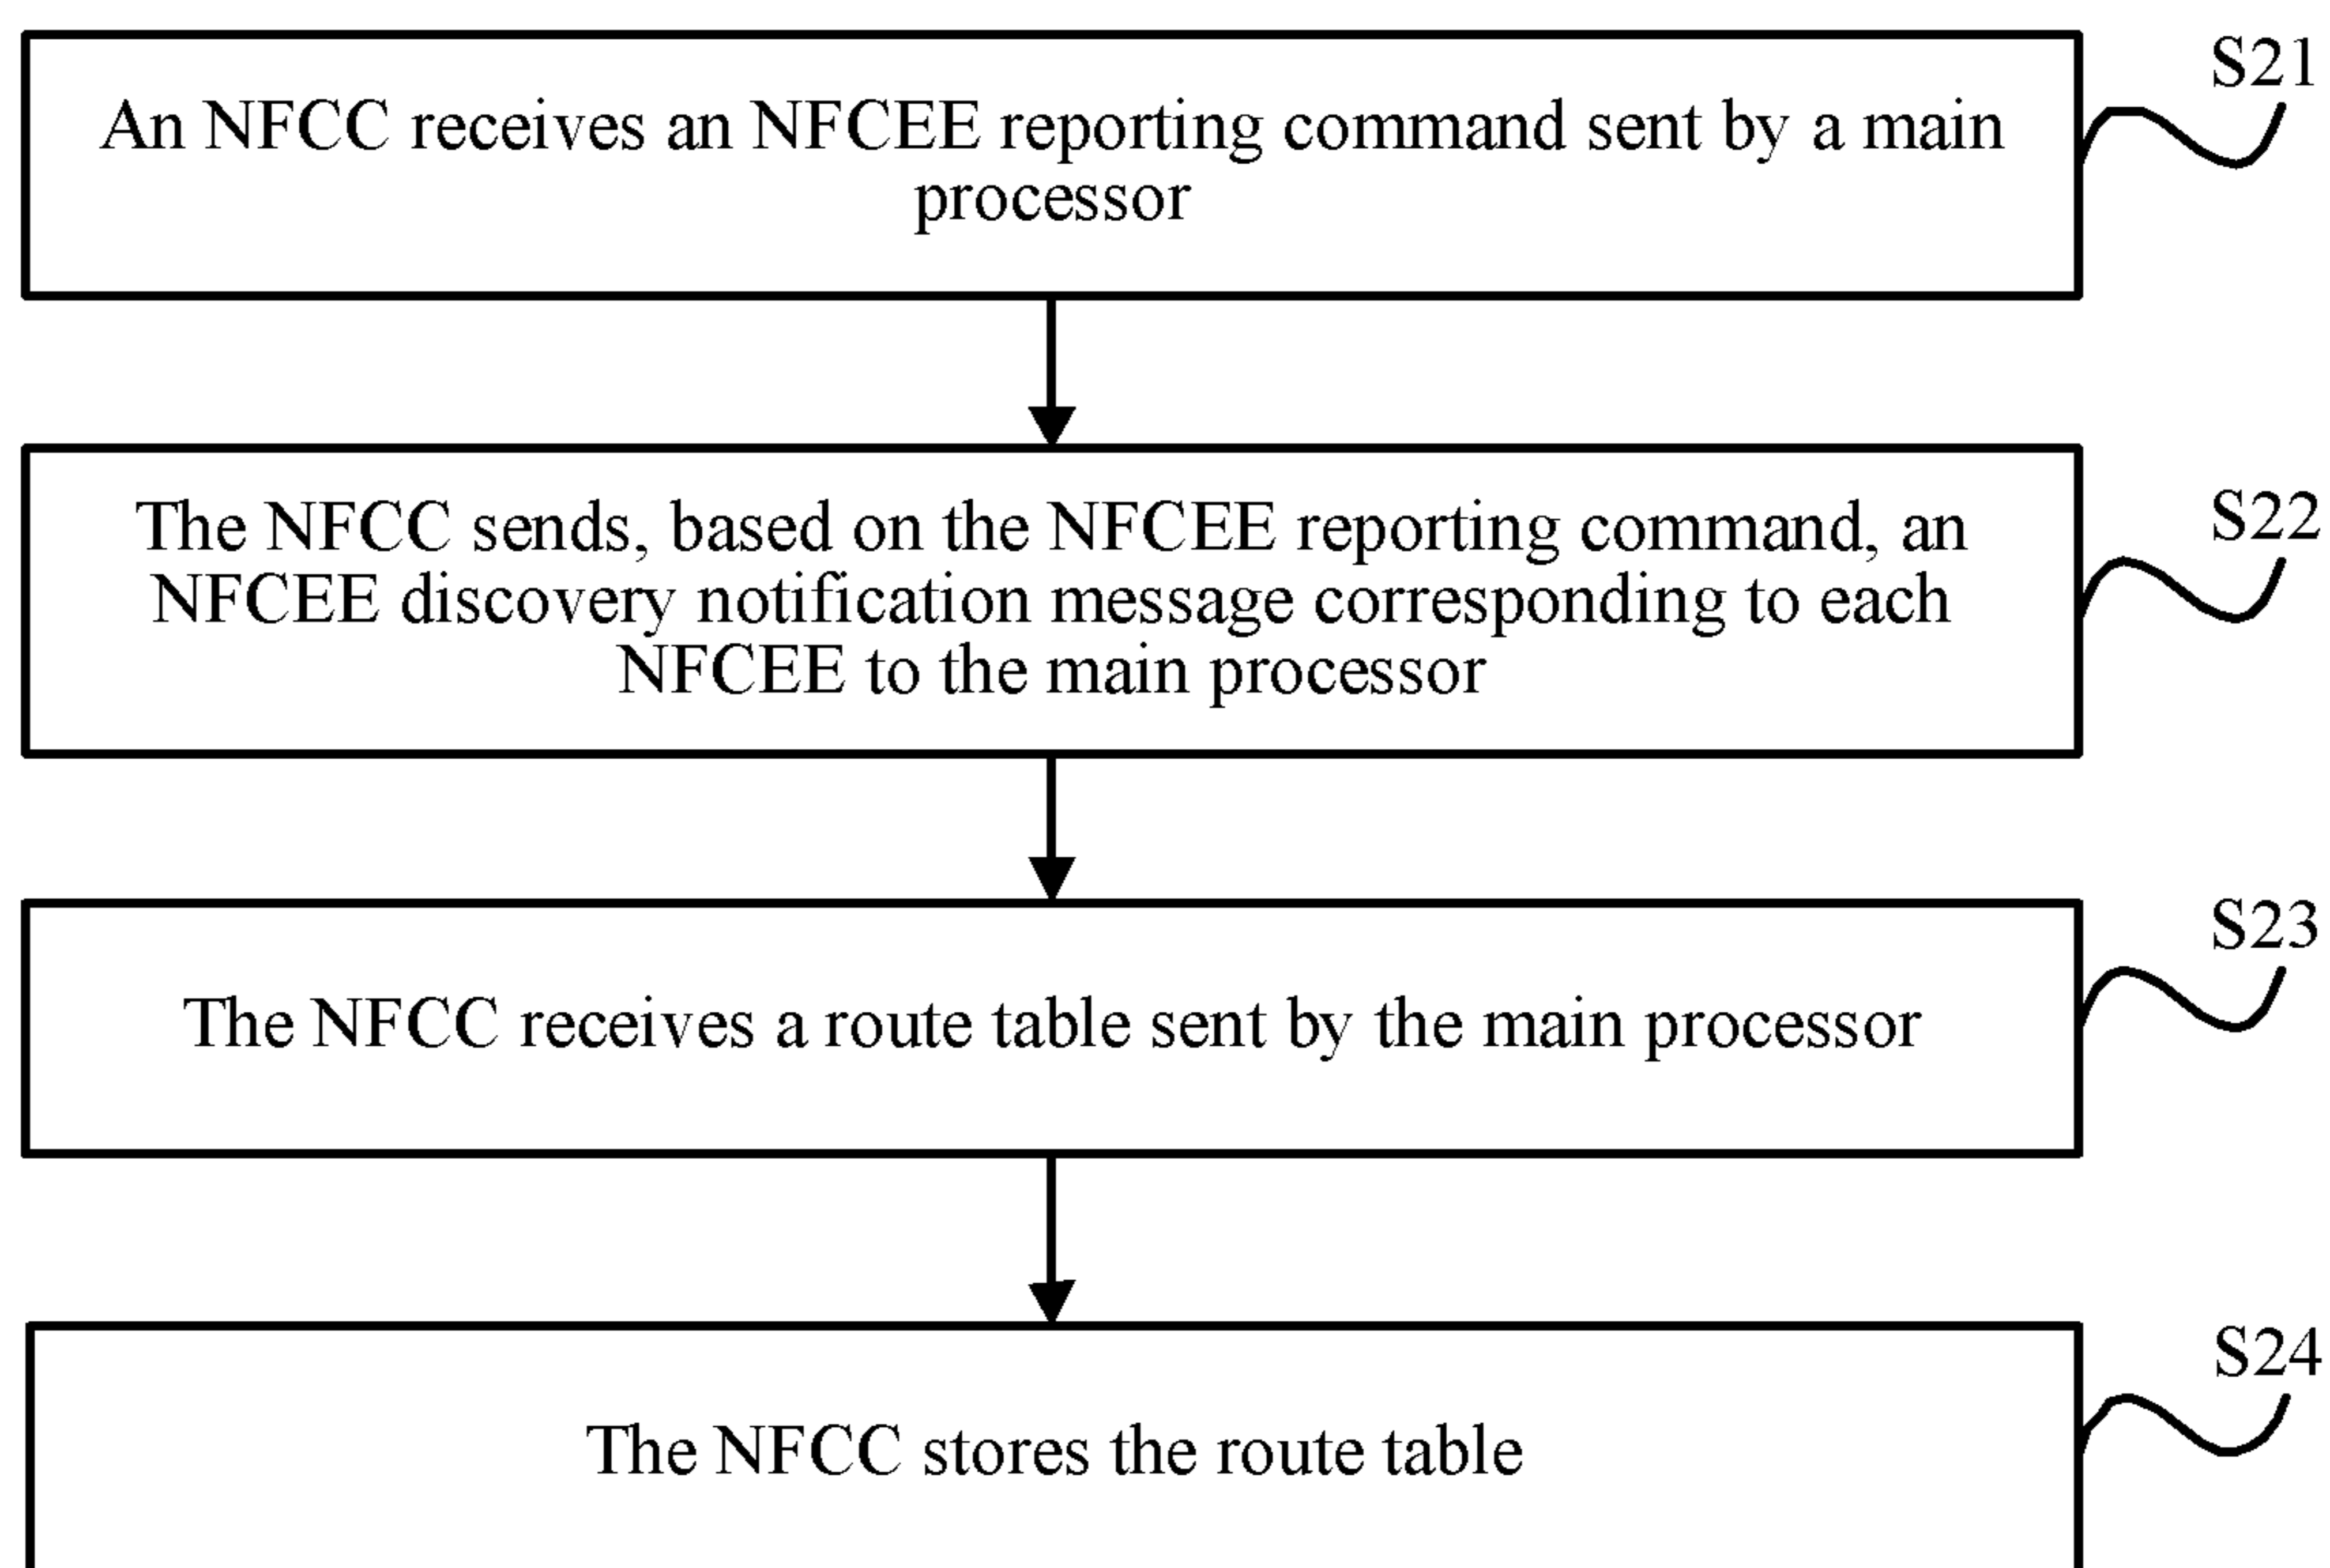 S21
An NFCC receives an NFCEE reporting command sent by a main
processor
S22
The NFCC sends, based on the NFCEE reporting command, an
NFCEE discovery notification message corresponding to each
NFCEE to the main processor
S23
The NFCC receives a route table sent by the main processor
S24
The NFCC stores the route table